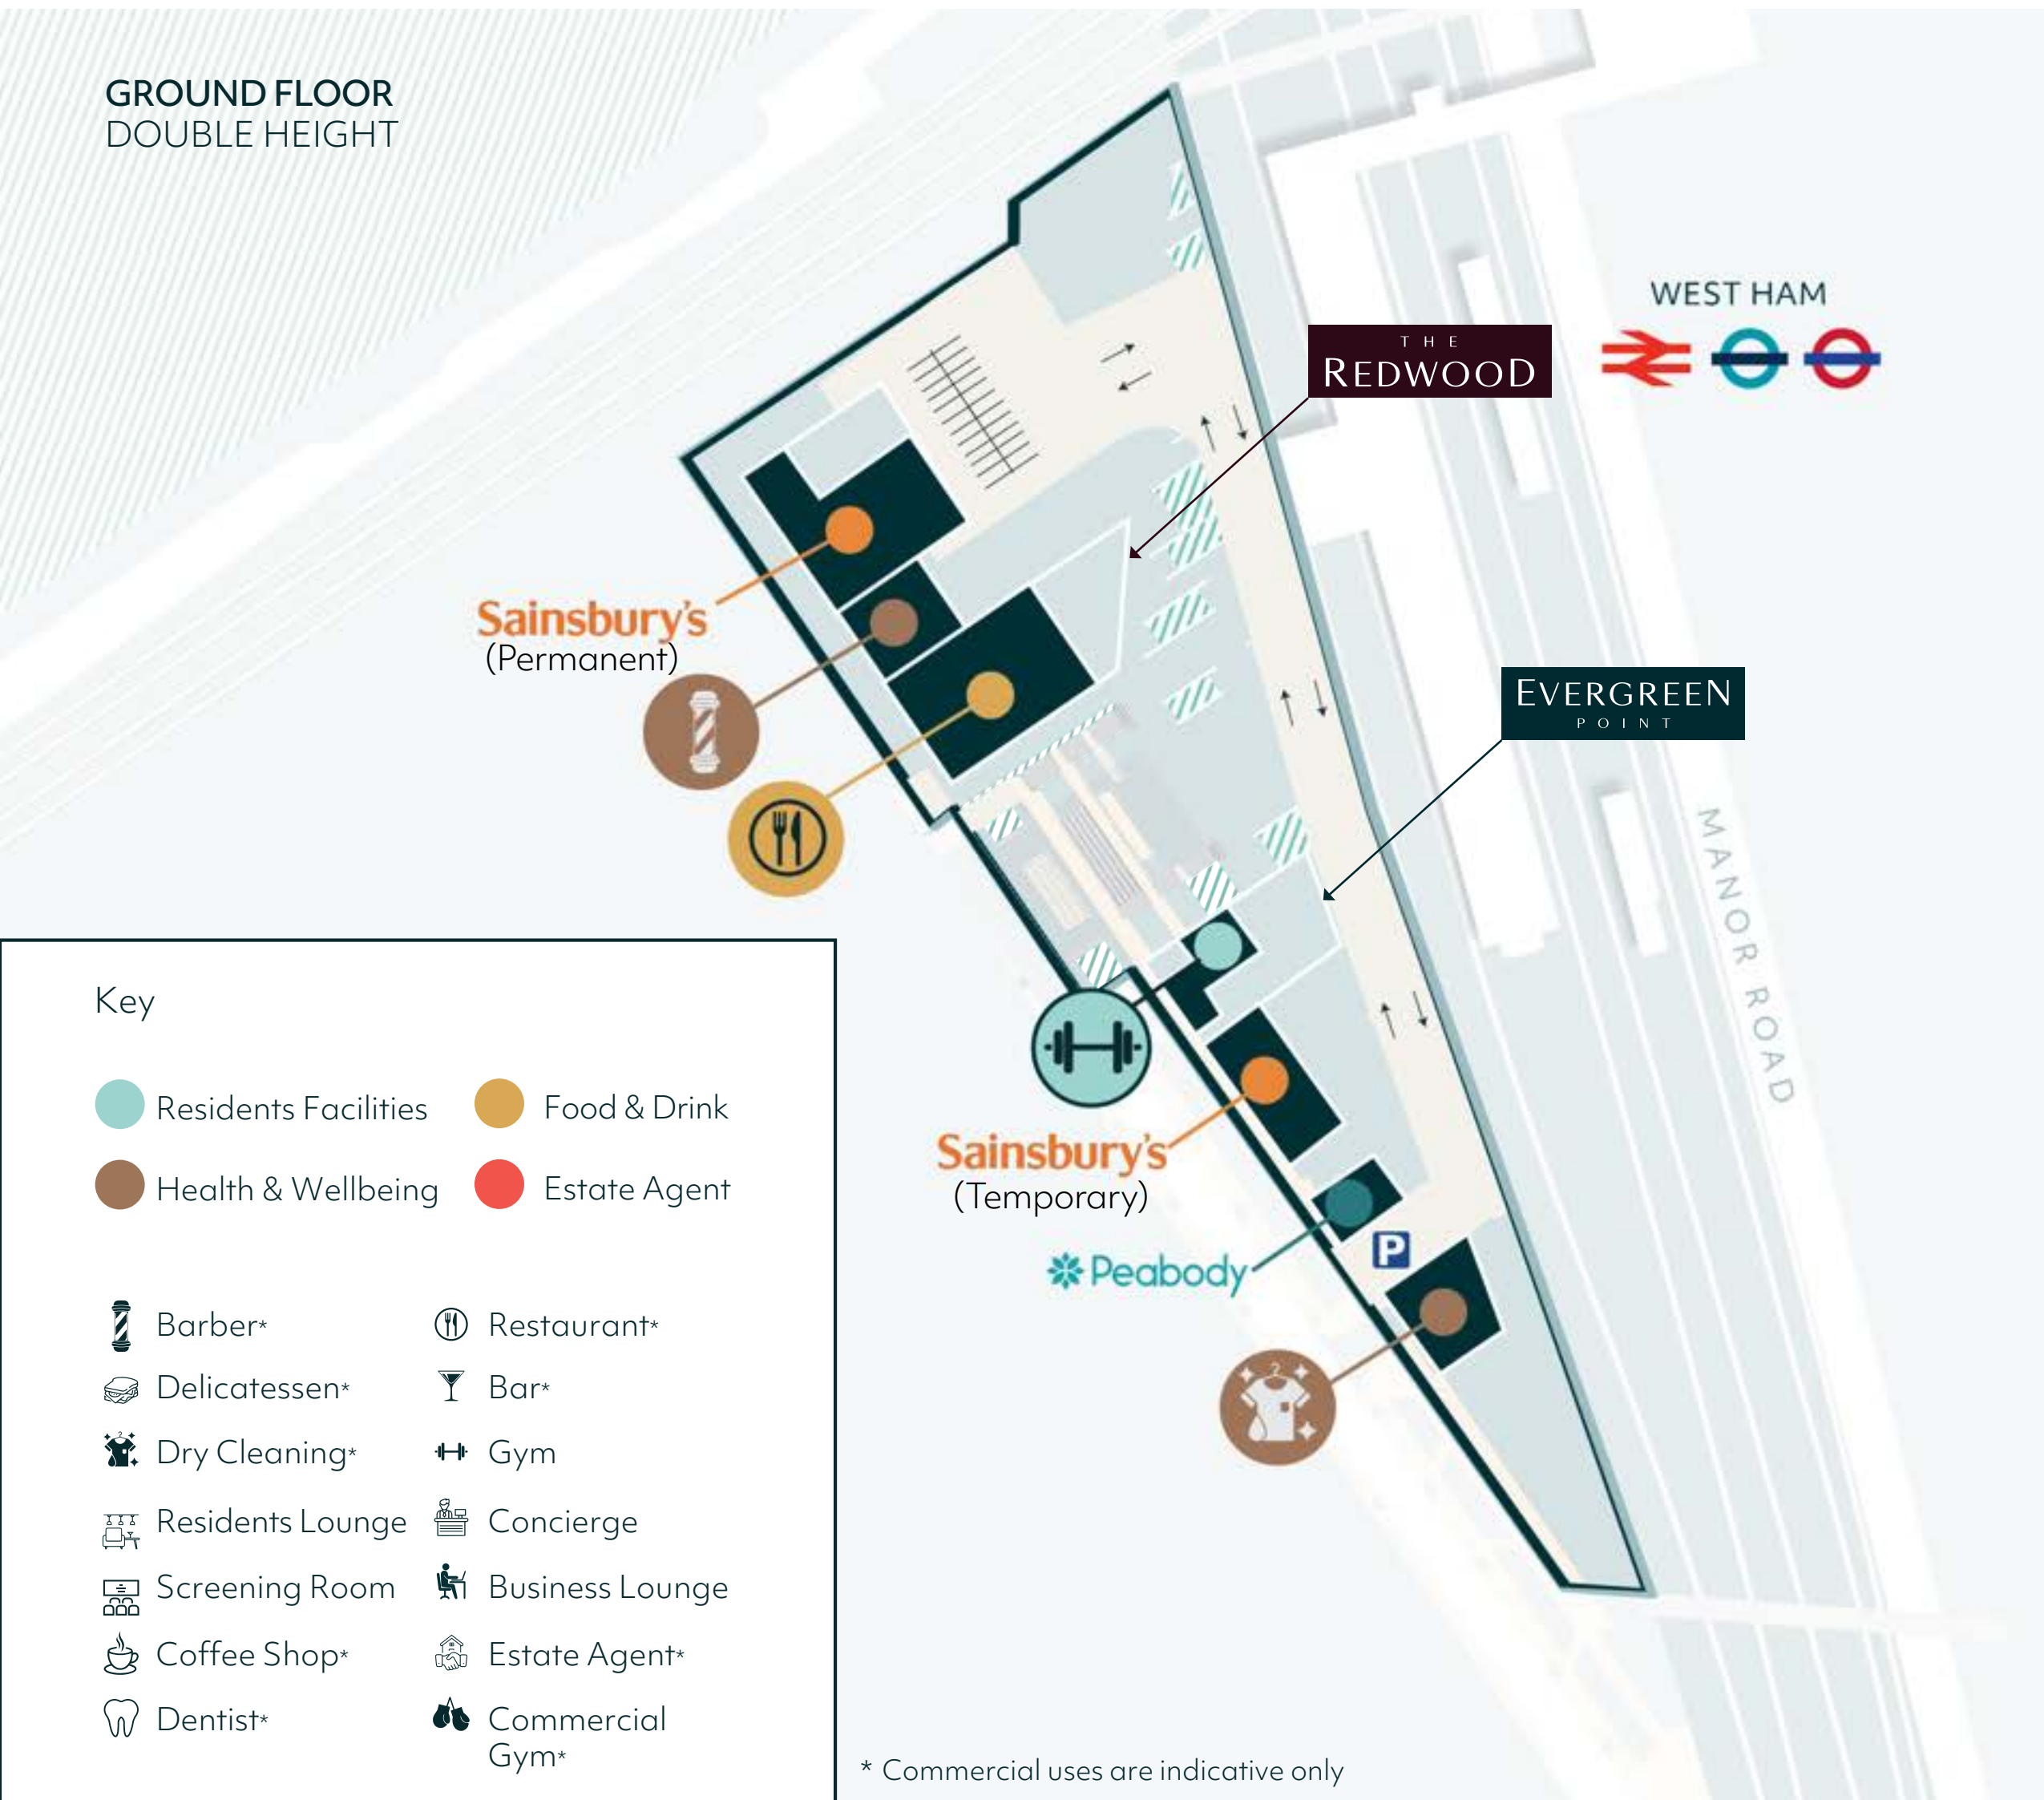 GROUND FLOOR
DOUBLE HEIGHT
WEST HAM
THE
REDWOOD
Sainsbury's
(Permanent)
EVERGREEN
POINT
MANOR ROAD
Sainsbury's
(Temporary)
Peabody
P
Key
Residents Facilities
Food & Drink
Health & Wellbeing
Estate Agent
Barber*
Restaurant*
Delicatessen*
Bar*
Dry Cleaning*
Gym
Residents Lounge
Concierge
Screening Room
Business Lounge
Coffee Shop*
Estate Agent*
Dentist*
Commercial
Gym*
* Commercial uses are indicative only